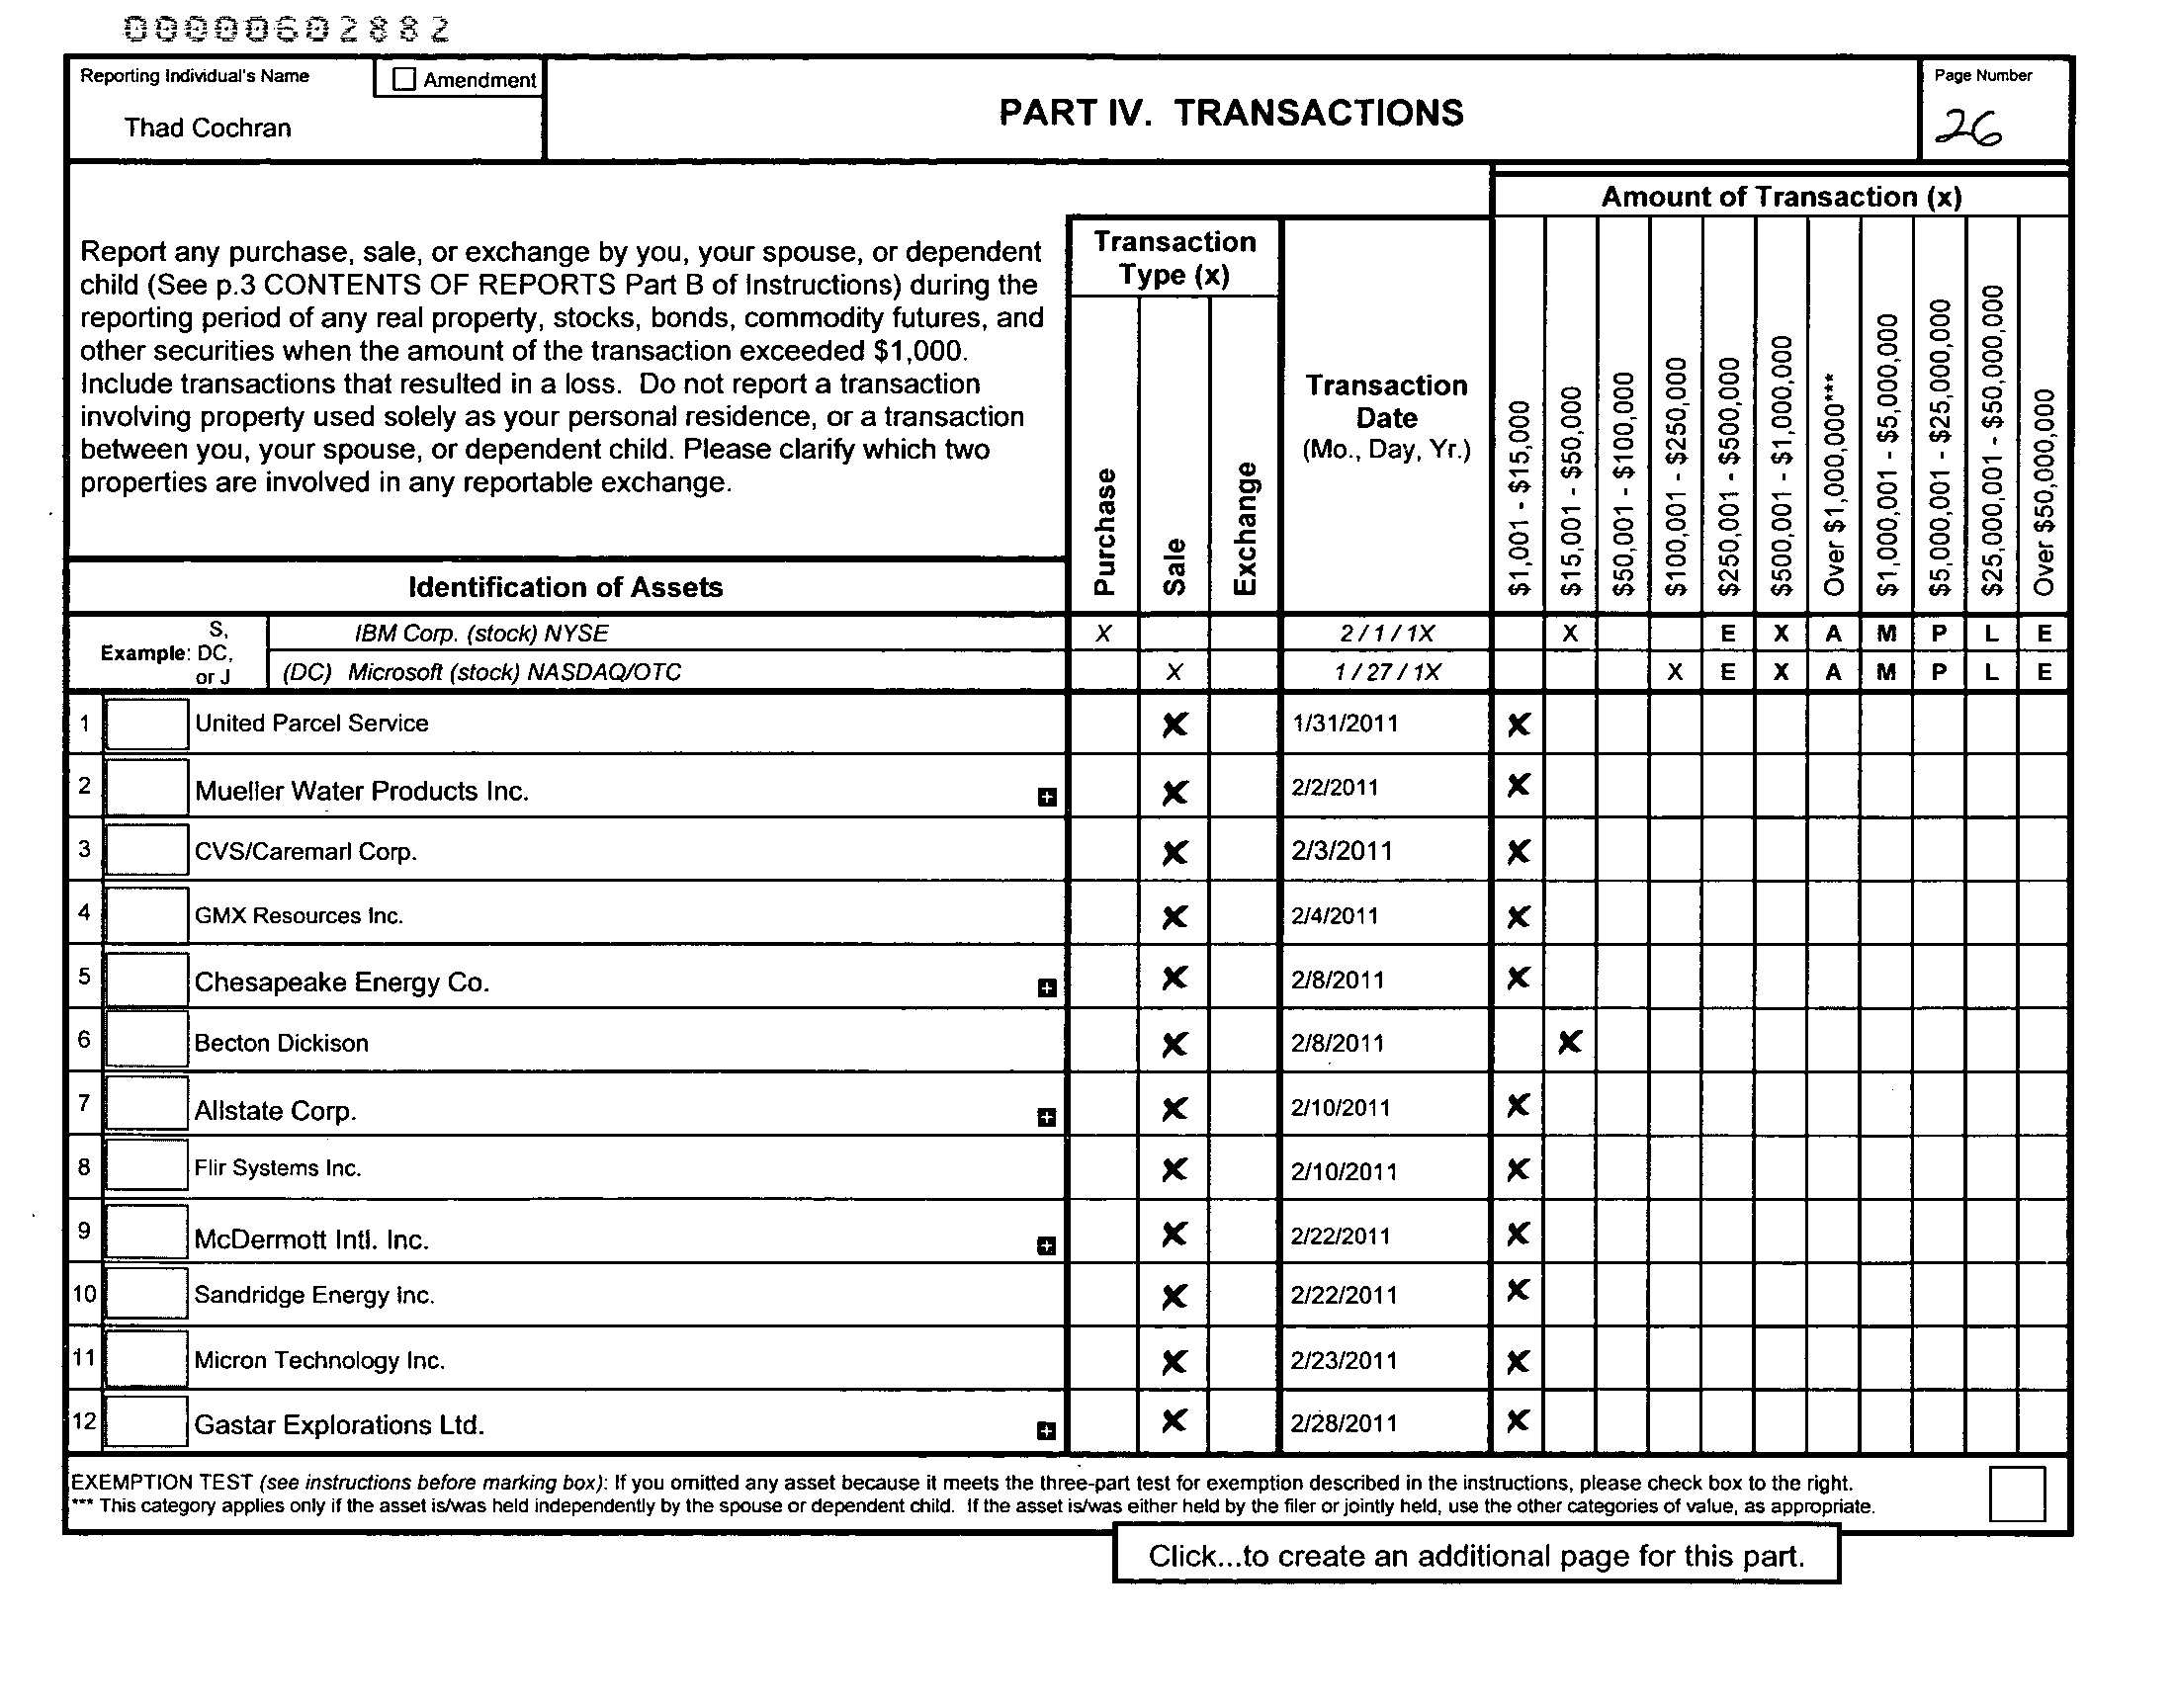 00000602882
Reporting Individual's Name
Amendment
Thad Cochran
PART IV. TRANSACTIONS
Page Number
26
Report any purchase, sale, or exchange by you, your spouse, or dependent
child (See p.3 CONTENTS OF REPORTS Part B of Instructions) during the
reporting period of any real property, stocks, bonds, commodity futures, and
other securities when the amount of the transaction exceeded $1,000.
Include transactions that resulted in a loss. Do not report a transaction
involving property used solely as your personal residence, or a transaction
between you, your spouse, or dependent child. Please clarify which two
properties are involved in any reportable exchange.
Identification of Assets
Transaction
Type (x)
Purchase
Sale
Exchange
Transaction
Date
(Mo., Day, Yr.)
Amount of Transaction (x)
$1,001 - $15,000
$15,001 - $50,000
$50,001 - $100,000
$100,001 - $250,000
$250,001 - $500,000
$500,001 - $1,000,000
Over $1,000,000***
$1,000,001 - $5,000,000
$5,000,001 - $25,000,000
$25,000,001 - $50,000,000
Over $50,000,000
Example: S, DC, or J
IBM Corp. (stock) NYSE X 2 / 1 / 1X X E X A M P L E
(DC) Microsoft (stock) NASDAQ/OTC X 1 / 27 / 1X X E X A M P L E
1 United Parcel Service X 1/31/2011 X
2 Mueller Water Products Inc. + X 2/2/2011 X
3 CVS/Caremarl Corp. X 2/3/2011 X
4 GMX Resources Inc. X 2/4/2011 X
5 Chesapeake Energy Co. + X 2/8/2011 X
6 Becton Dickison X 2/8/2011 X
7 Allstate Corp. + X 2/10/2011 X
8 Flir Systems Inc. X 2/10/2011 X
9 McDermott Intl. Inc. + X 2/22/2011 X
10 Sandridge Energy Inc. X 2/22/2011 X
11 Micron Technology Inc. X 2/23/2011 X
12 Gastar Explorations Ltd. + X 2/28/2011 X
EXEMPTION TEST (see instructions before marking box): If you omitted any asset because it meets the three-part test for exemption described in the instructions, please check box to the right.
*** This category applies only if the asset is/was held independently by the spouse or dependent child. If the asset is/was either held by the filer or jointly held, use the other categories of value, as appropriate.
Click...to create an additional page for this part.